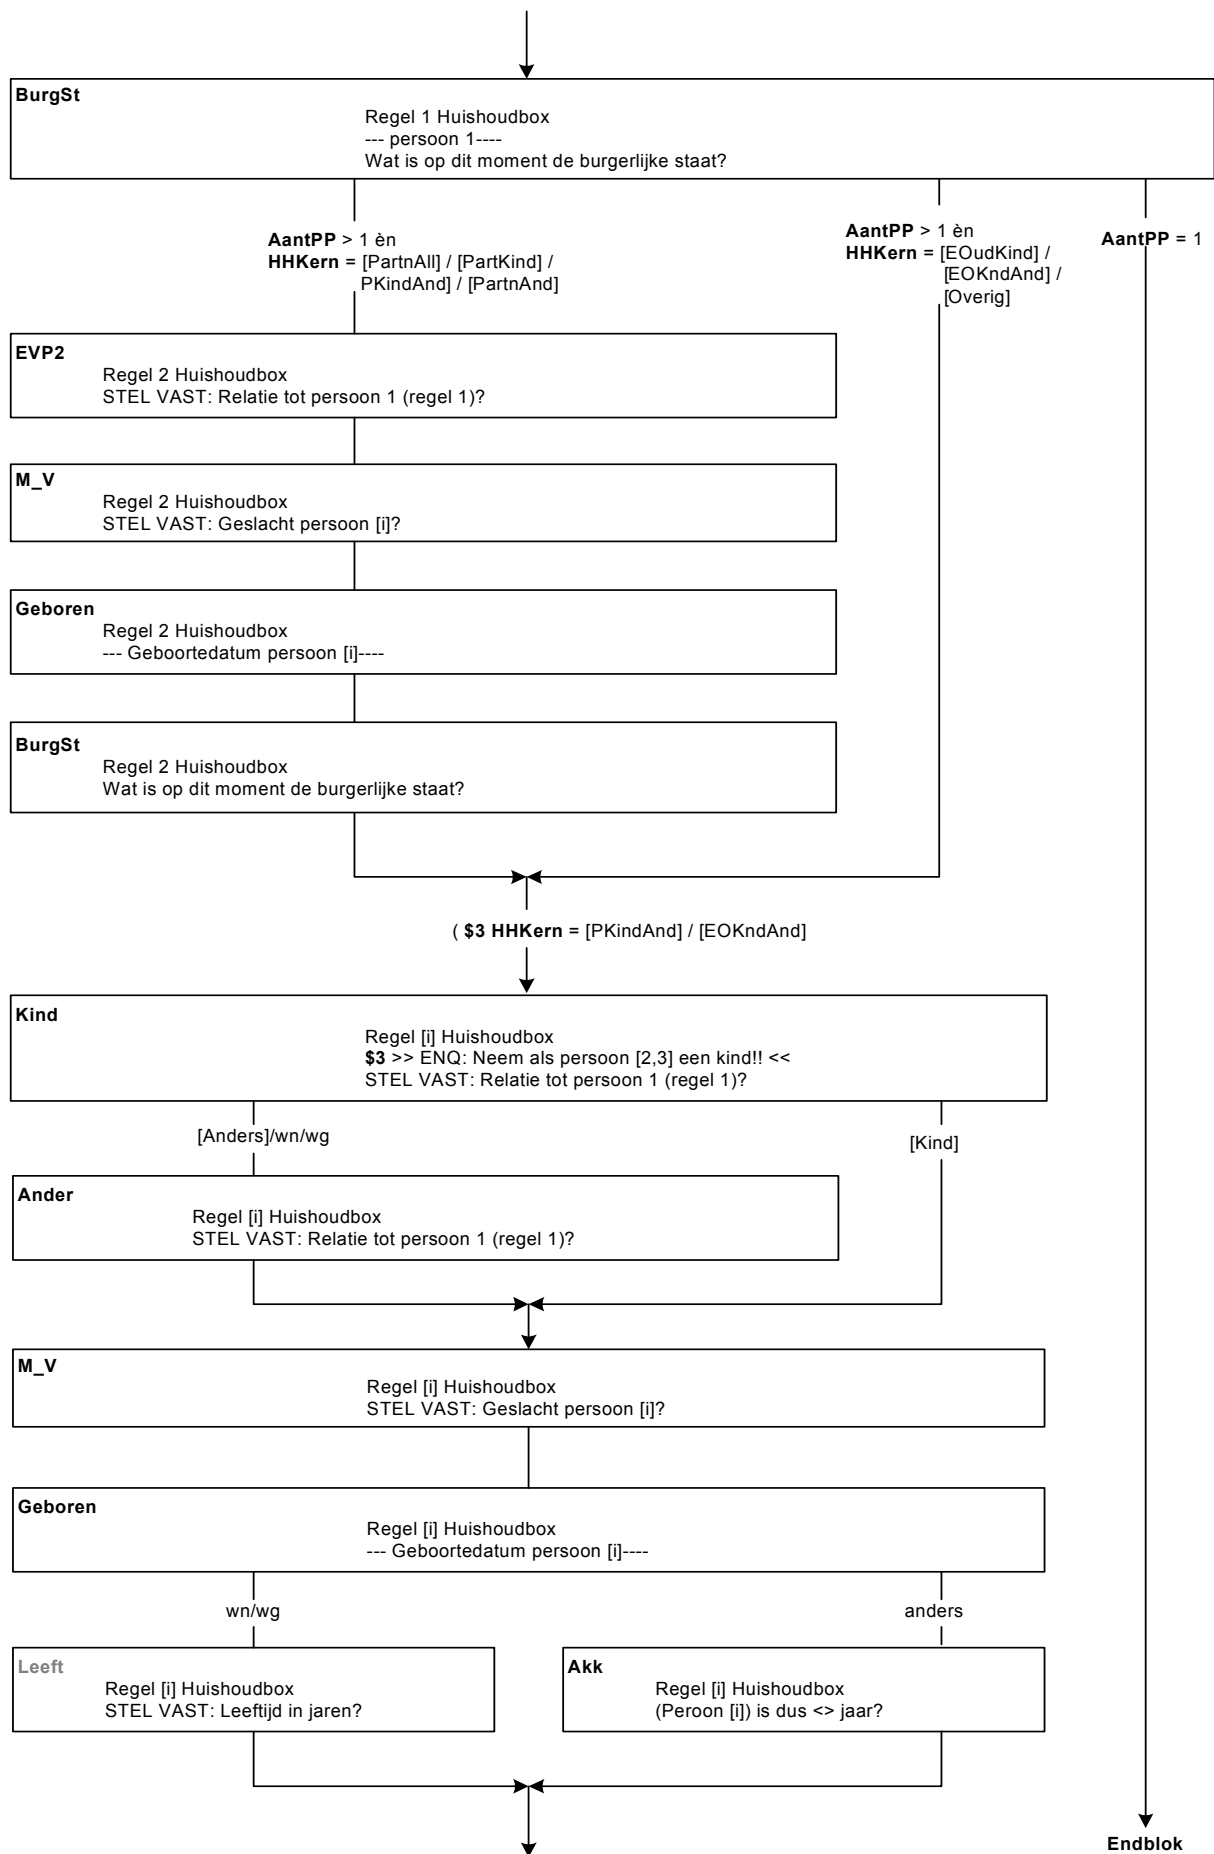 BurgSt
Regel 1 Huishoudbox
--- persoon 1----
Wat is op dit moment de burgerlijke staat?
AantPP > 1 èn
HHKern = [PartnAll] / [PartKind] /
PKindAnd] / [PartnAnd]
AantPP > 1 èn
HHKern = [EOudKind] /
[EOKndAnd] /
[Overig]
AantPP = 1
EVP2
Regel 2 Huishoudbox
STEL VAST: Relatie tot persoon 1 (regel 1)?
M_V
Regel 2 Huishoudbox
STEL VAST: Geslacht persoon [i]?
Geboren
Regel 2 Huishoudbox
--- Geboortedatum persoon [i]----
BurgSt
Regel 2 Huishoudbox
Wat is op dit moment de burgerlijke staat?
( $3 HHKern = [PKindAnd] / [EOKndAnd]
Kind
Regel [i] Huishoudbox
$3 >> ENQ: Neem als persoon [2,3] een kind!! <<
STEL VAST: Relatie tot persoon 1 (regel 1)?
[Anders]/wn/wg
[Kind]
Ander
Regel [i] Huishoudbox
STEL VAST: Relatie tot persoon 1 (regel 1)?
M_V
Regel [i] Huishoudbox
STEL VAST: Geslacht persoon [i]?
Geboren
Regel [i] Huishoudbox
--- Geboortedatum persoon [i]----
wn/wg
anders
Leeft
Regel [i] Huishoudbox
STEL VAST: Leeftijd in jaren?
Akk
Regel [i] Huishoudbox
(Peroon [i]) is dus <> jaar?
Endblok